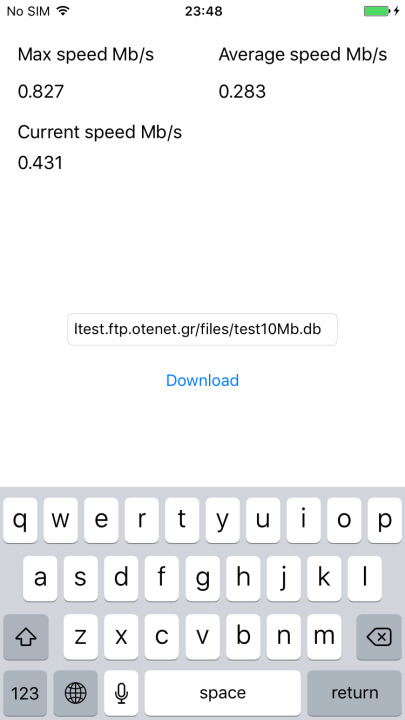 No SIM 23:48
Max speed Mb/s Average speed Mb/s
0.827 0.283
Current speed Mb/s
0.431
ltest.ftp.otenet.gr/files/test10Mb.db
Download
q w e r t y u i o p
a s d f g h j k l
z x c v b n m
123 space return